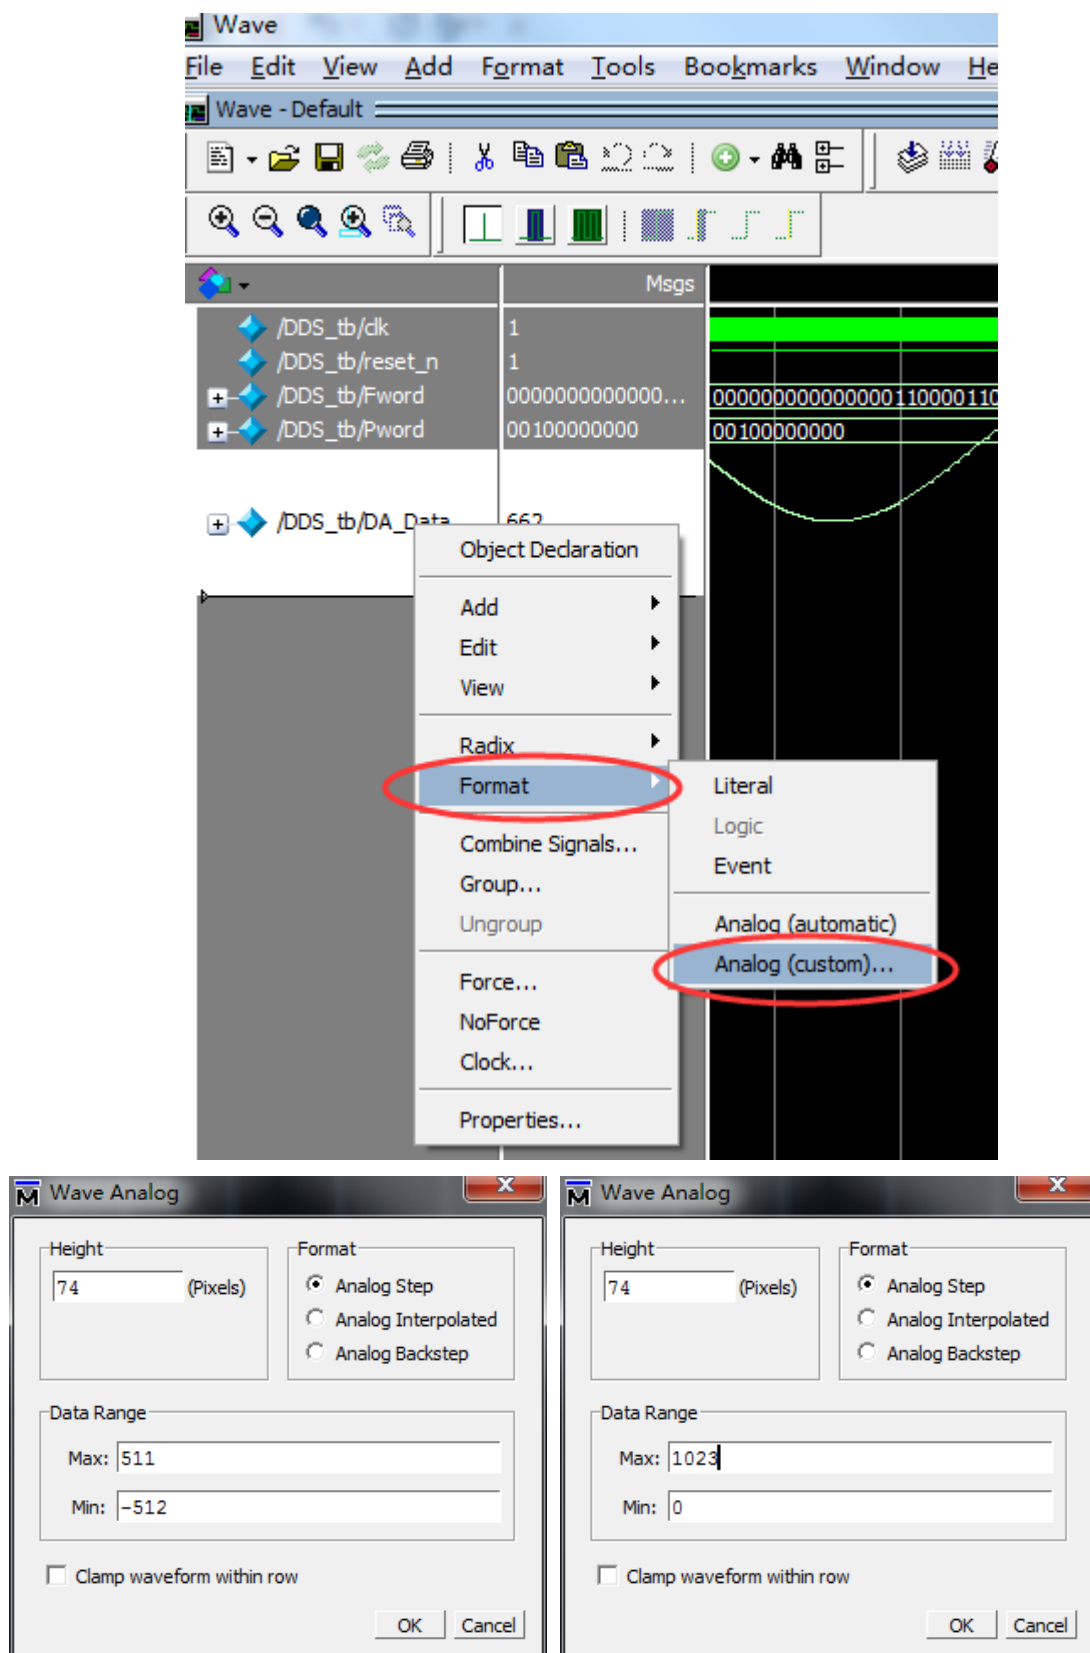 Wave
File Edit View Add Format Tools Bookmarks Window He
Wave - Default
Msgs
/DDS_tb/clk 1
/DDS_tb/reset_n 1
/DDS_tb/Fword 0000000000000... 000000000000000110000110
/DDS_tb/Pword 00100000000 00100000000
/DDS_tb/DA_Data 662
Object Declaration
Add
Edit
View
Radix
Format
Combine Signals...
Group...
Ungroup
Force...
NoForce
Clock...
Properties...
Literal
Logic
Event
Analog (automatic)
Analog (custom)...
Wave Analog
Height
74 (Pixels)
Format
Analog Step
Analog Interpolated
Analog Backstep
Data Range
Max: 511
Min: -512
Clamp waveform within row
OK Cancel
Wave Analog
Height
74 (Pixels)
Format
Analog Step
Analog Interpolated
Analog Backstep
Data Range
Max: 1023
Min: 0
Clamp waveform within row
OK Cancel